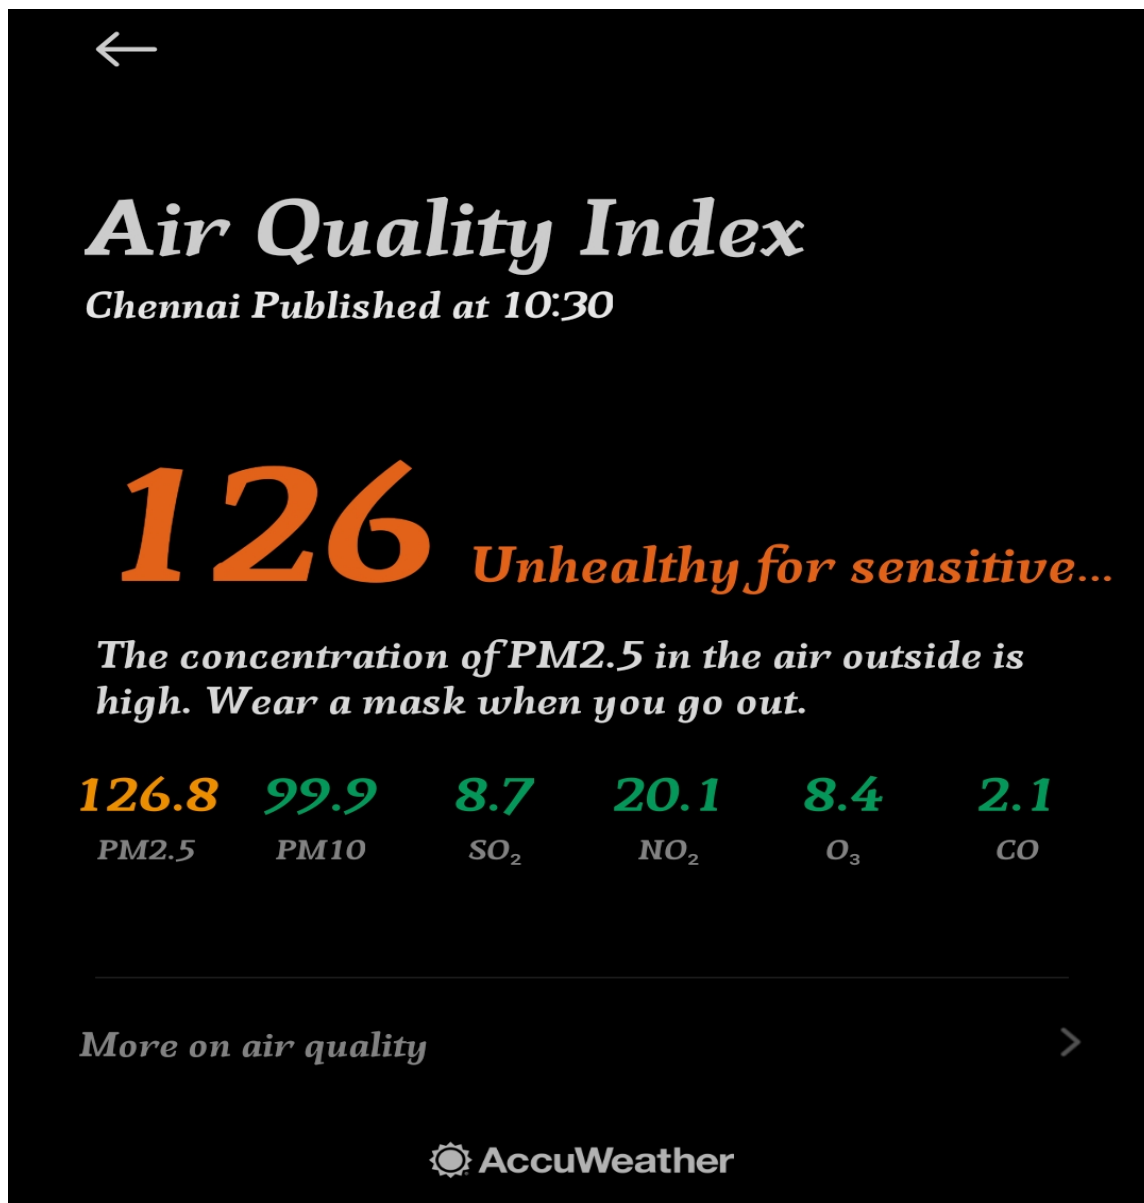 Air Quality Index
Chennai Published at 10:30
126 Unhealthy for sensitive...
The concentration of PM2.5 in the air outside is
high. Wear a mask when you go out.
126.8 99.9 8.7 20.1 8.4 2.1
PM2.5 PM10 SO₂ NO₂ O₃ CO
More on air quality
AccuWeather